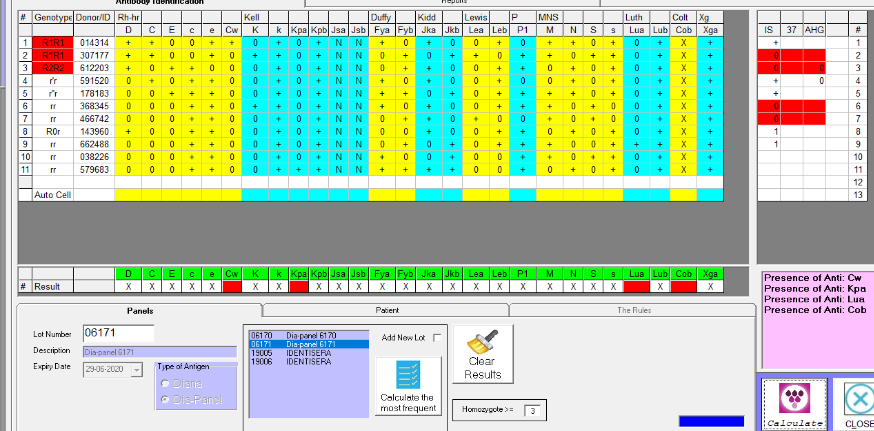 Antibody Identification Reports
# Genotype Donor/ID Rh-hr Kell Duffy Kidd Lewis P MNS Luth Colt Xg
D C E c e Cw K k Kpa Kpb Jsa Jsb Fya Fyb Jka Jkb Lea Leb P1 M N S s Lua Lub Cob Xga IS 37 AHG #
1 R1R1 014314
2 R1R1 307177
3 R2R2 612203
4 r'r 591520
5 r"r 178183
6 rr 368345
7 rr 466742
8 R0r 143960
9 rr 662488
10 rr 038226
11 rr 579683
12
Auto Cell 13
D C E c e Cw K k Kpa Kpb Jsa Jsb Fya Fyb Jka Jkb Lea Leb P1 M N S s Lua Lub Cob Xga
# Result X X X X X X X X X X X X X X X X X X X X X X X
Presence of Anti: Cw
Presence of Anti: Kpa
Presence of Anti: Lua
Presence of Anti: Cob
Panels Patient The Rules
Lot Number 06171
Description Dia-panel 6171
Expiry Date 29-06-2020
Type of Antigen
Diana
Dia-Panel
06170 Dia-panel 6170
06171 Dia-panel 6171
19005 IDENTISERA
19006 IDENTISERA
Add New Lot
Calculate the
most frequent
Clear
Results
Homozygote >= 3
Calculate
CLOSE